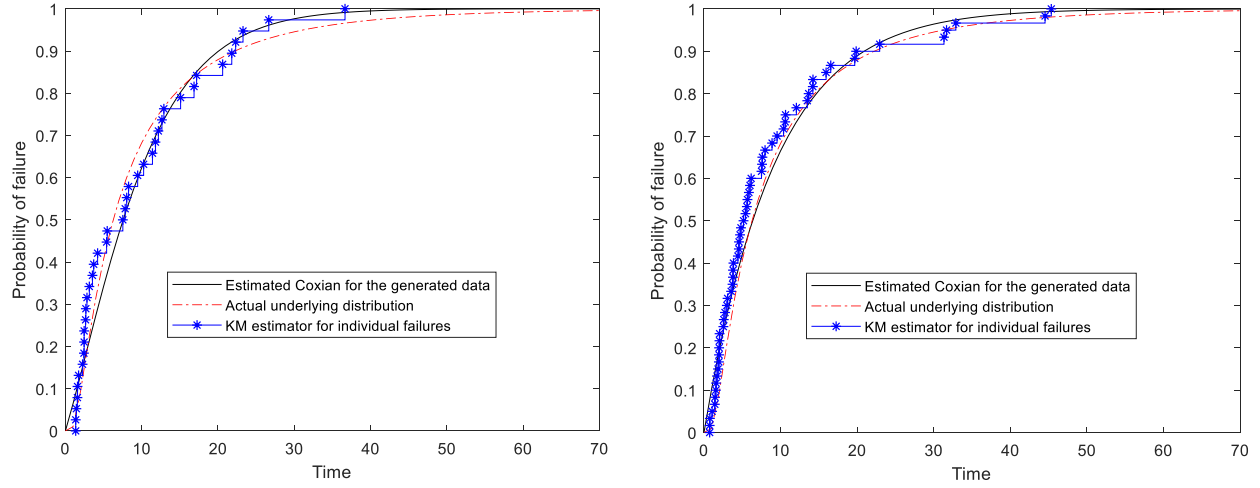 1
0.9
0.8
0.7
0.6
0.5
0.4
0.3
0.2
0.1
0
Probability of failure
Estimated Coxian for the generated data
Actual underlying distribution
KM estimator for individual failures
0 10 20 30 40 50 60 70
Time
1
0.9
0.8
0.7
0.6
0.5
0.4
0.3
0.2
0.1
0
Probability of failure
Estimated Coxian for the generated data
Actual underlying distribution
KM estimator for individual failures
0 10 20 30 40 50 60 70
Time